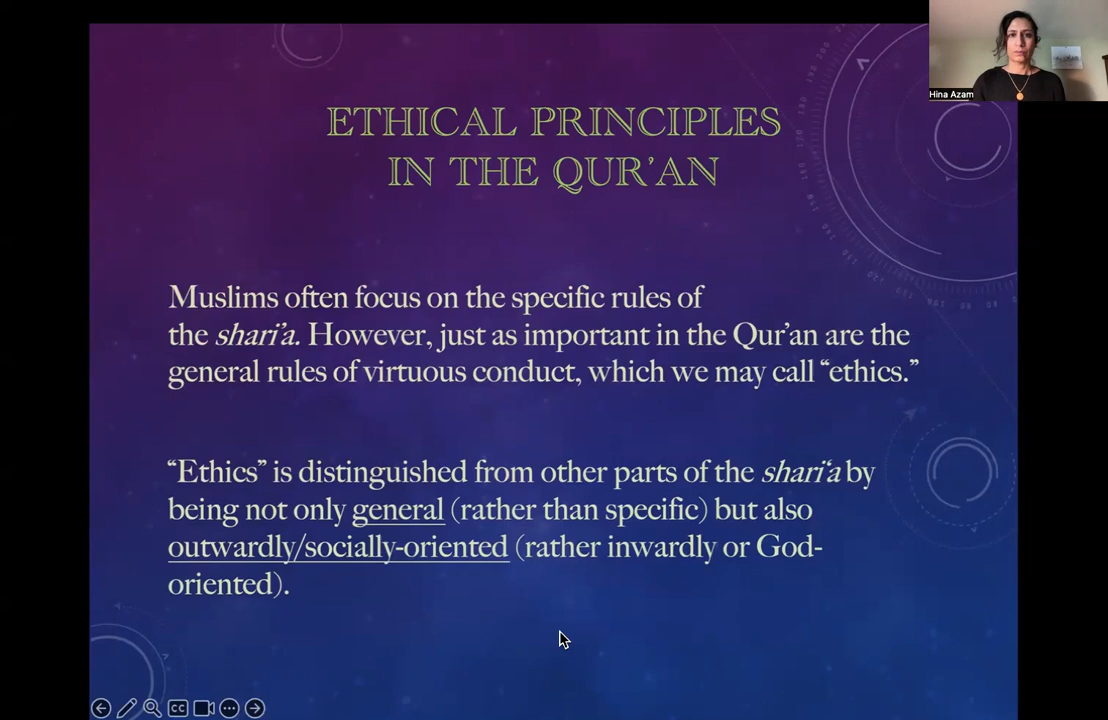 Hina Azam
ETHICAL PRINCIPLES
IN THE QUR’AN
Muslims often focus on the specific rules of
the shari’a. However, just as important in the Qur’an are the
general rules of virtuous conduct, which we may call “ethics.”
“Ethics” is distinguished from other parts of the shari‘a by
being not only general (rather than specific) but also
outwardly/socially-oriented (rather inwardly or God-
oriented).
CC